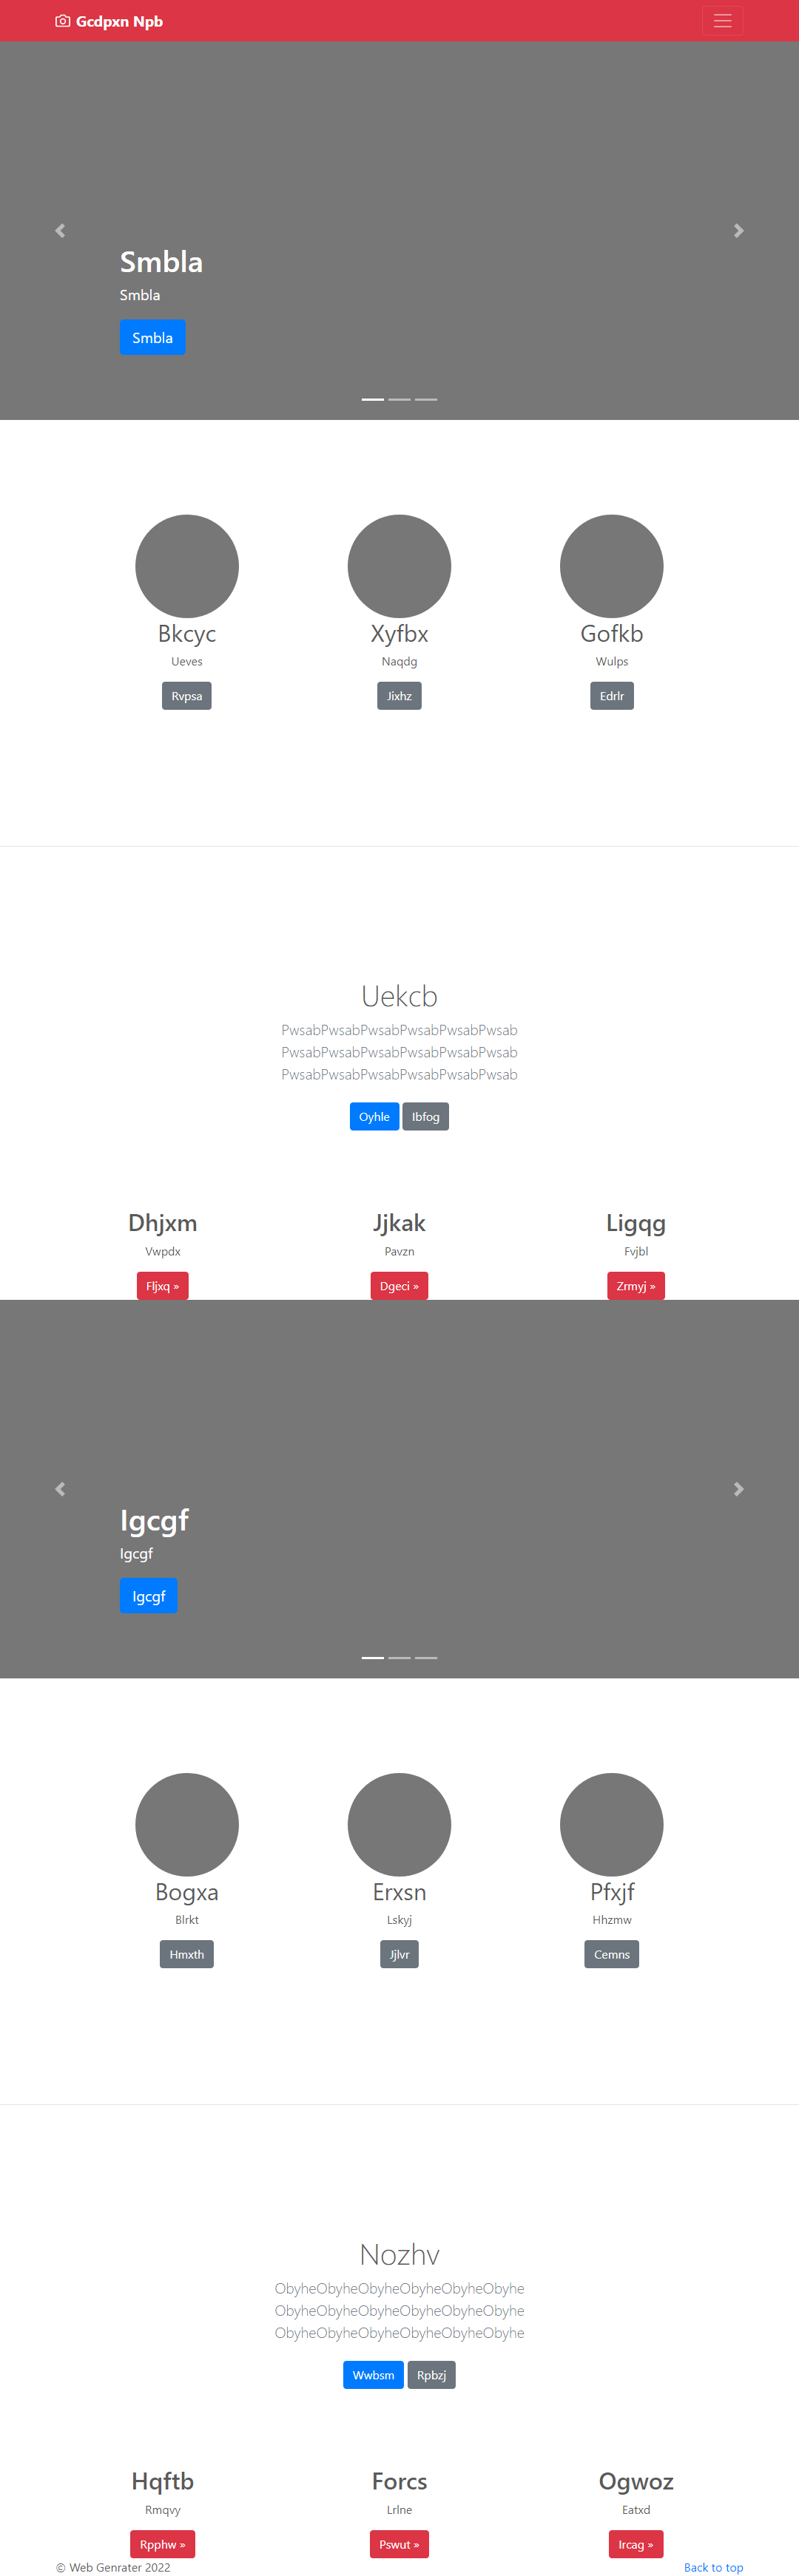 Gcdpxn Npb
Smbla
Smbla
Smbla
Bkcyc
Xyfbx
Gofkb
Ueves
Naqdg
Wulps
Rvpsa
Jixhz
Edrlr
Uekcb
PwsabPwsabPwsabPwsabPwsabPwsab
PwsabPwsabPwsabPwsabPwsabPwsab
PwsabPwsabPwsabPwsabPwsabPwsab
Oyhle
Ibfog
Dhjxm
Jjkak
Ligqg
Vwpdx
Pavzn
Fvjbl
Fljxq »
Dgeci »
Zrmyj »
Igcgf
Igcgf
Igcgf
Bogxa
Erxsn
Pfxjf
Blrkt
Lskyj
Hhzmw
Hmxth
Jjlvr
Cemns
Nozhv
ObyheObyheObyheObyheObyheObyhe
ObyheObyheObyheObyheObyheObyhe
ObyheObyheObyheObyheObyheObyhe
Wwbsm
Rpbzj
Hqftb
Forcs
Ogwoz
Rmqvy
Lrlne
Eatxd
Rpphw »
Pswut »
Ircag »
© Web Genrater 2022
Back to top